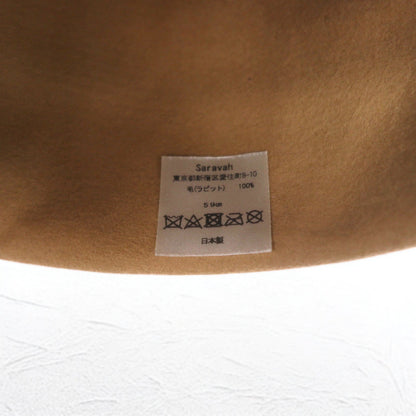 Saravah
東京都新宿区愛住町9-10
毛(ラビット) 100%
59cm
日本製